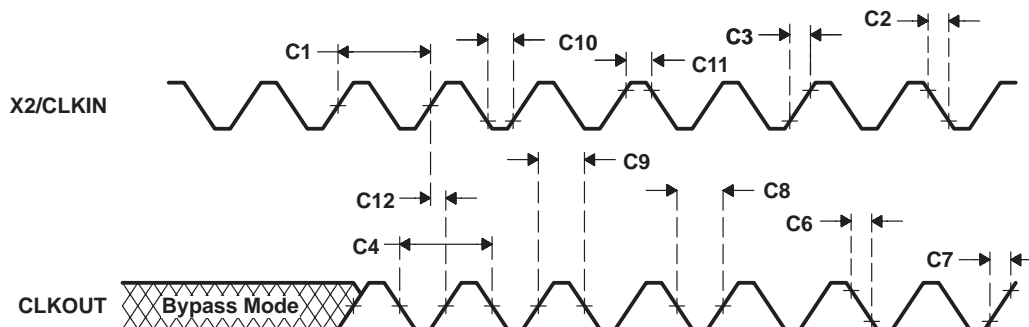 C1
C10
C3
C2
C11
X2/CLKIN
C9
C12
C8
C4
C6
C7
CLKOUT
Bypass Mode